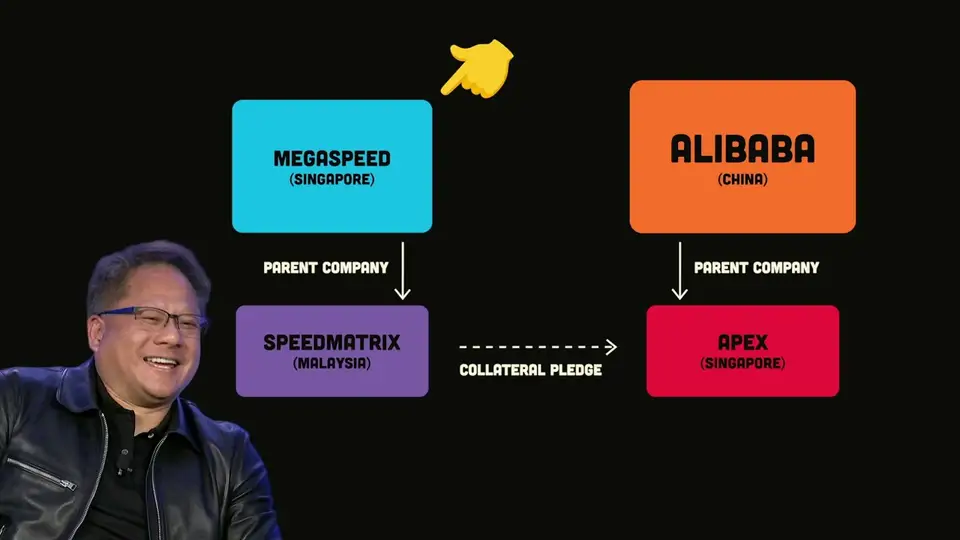 MEGASPEED
(SINGAPORE)
ALIBABA
(CHINA)
PARENT COMPANY
PARENT COMPANY
SPEEDMATRIX
(MALAYSIA)
COLLATERAL PLEDGE
APEX
(SINGAPORE)